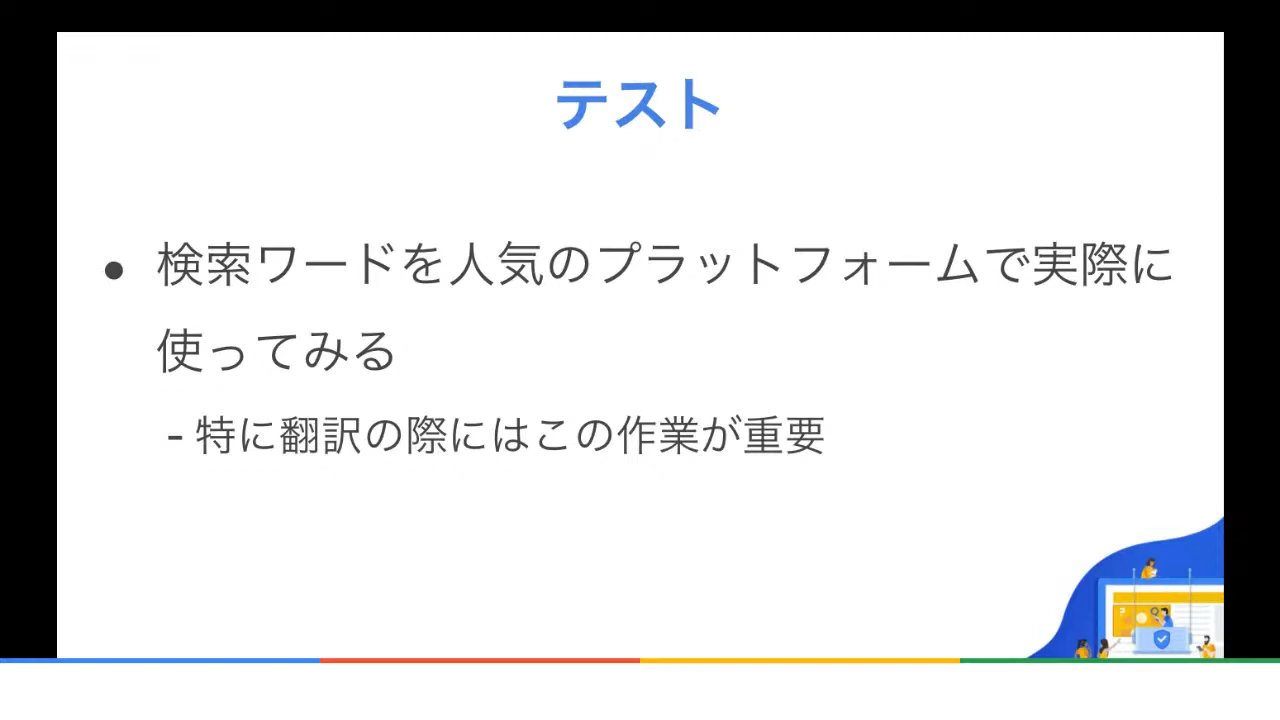 テスト
● 検索ワードを人気のプラットフォームで実際に
使ってみる
- 特に翻訳の際にはこの作業が重要